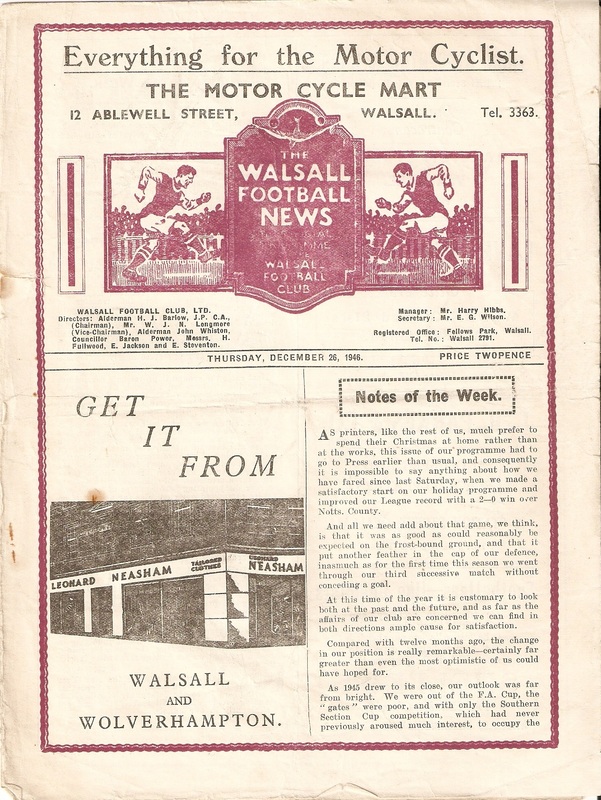 Everything for the Motor Cyclist.
THE MOTOR CYCLE MART
12 ABLEWELL STREET, WALSALL. Tel. 3363.
THE
WALSALL
FOOTBALL
NEWS
WALSALL
FOOTBALL
CLUB
WALSALL FOOTBALL CLUB, LTD.
Directors: Alderman H. J. Barlow, J.P. C.A.,
(Chairman), Mr. W. J. N. Longmore
(Vice-Chairman), Alderman John Whiston,
Councillor Baron Power, Messrs, H.
Fullwood, E. Jackson and E. Steventon.
Manager: Mr. Harry Hibbs.
Secretary: Mr. E. G. Wilson.
Registered Office: Fellows Park, Walsall.
Tel. No.: Walsall 2791.
THURSDAY, DECEMBER 26, 1946. PRICE TWOPENCE
GET
IT
FROM
LEONARD NEASHAM TAILORED CLOTHES LEONARD NEASHAM
WALSALL
AND
WOLVERHAMPTON.
Notes of the Week.
AS printers, like the rest of us, much prefer to
spend their Christmas at home rather than
at the works, this issue of our programme had to
go to Press earlier than usual, and consequently
it is impossible to say anything about how we
have fared since last Saturday, when we made a
satisfactory start on our holiday programme and
improved our League record with a 2—0 win over
Notts. County.
And all we need add about that game, we think,
is that it was as good as could reasonably be
expected on the frost-bound ground, and that it
put another feather in the cap of our defence,
inasmuch as for the first time this season we went
through our third successive match without
conceding a goal.
At this time of the year it is customary to look
both at the past and the future, and as far as the
affairs of our club are concerned we can find in
both directions ample cause for satisfaction.
Compared with twelve months ago, the change
in our position is really remarkable—certainly far
greater than even the most optimistic of us could
have hoped for.
As 1945 drew to its close, our outlook was far
from bright. We were out of the F.A. Cup, the
"gates" were poor, and with only the Southern
Section Cup competition, which had never
previously aroused much interest, to occupy the